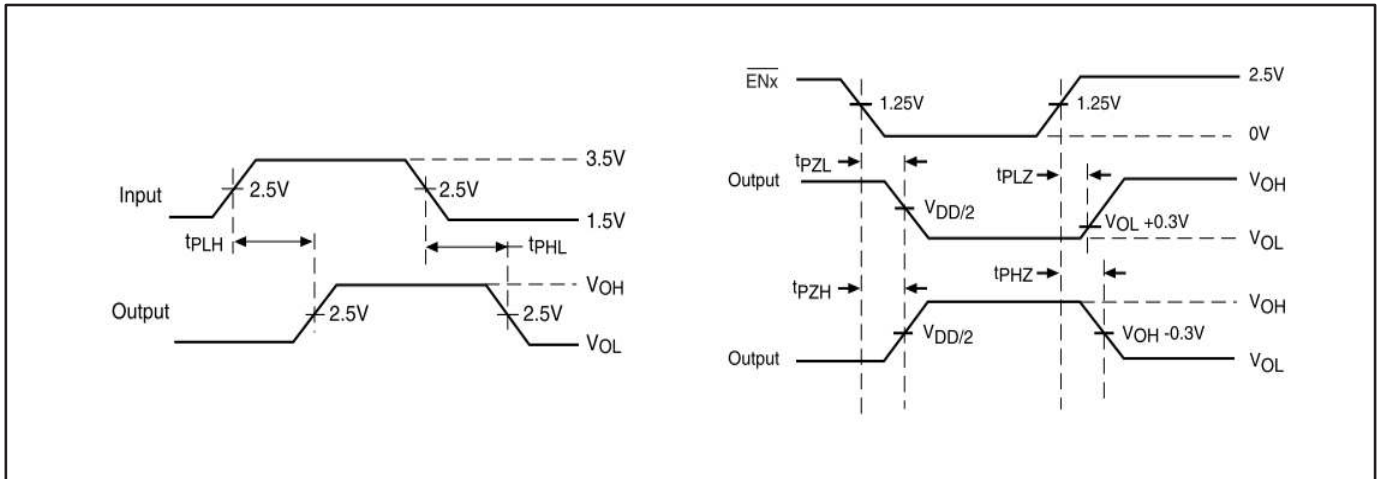 Input
2.5V
2.5V
3.5V
1.5V
tPLH
tPHL
Output
2.5V
2.5V
VOH
VOL
ENx
1.25V
1.25V
2.5V
0V
tPZL
tPLZ
Output
VDD/2
VOL +0.3V
VOH
VOL
tPZH
tPHZ
Output
VDD/2
VOH -0.3V
VOH
VOL